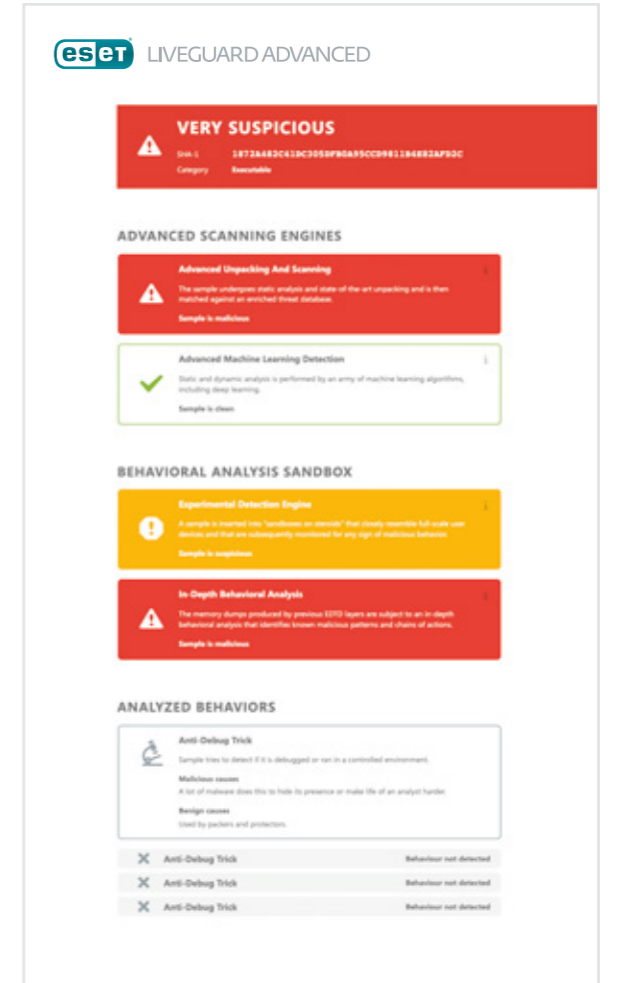 eset LIVEGUARD ADVANCED
VERY SUSPICIOUS
SHA-1
Category Executable
ADVANCED SCANNING ENGINES
Advanced Unpacking And Scanning
The sample undergoes static analysis and state-of-the-art unpacking and is then
matched against an enriched threat database.
Sample is malicious
Advanced Machine Learning Detection
Static and dynamic analysis is performed by an army of machine learning algorithms,
including deep learning.
Sample is clean
BEHAVIORAL ANALYSIS SANDBOX
Experimental Detection Engine
A sample is inserted into "sandboxes on steroids" that closely resemble full-scale user
devices and that are subsequently monitored for any sign of malicious behavior.
Sample is suspicious
In-Depth Behavioral Analysis
The memory dumps produced by previous EDTD layers are subject to an in-depth
behavioral analysis that identifies known malicious patterns and chains of actions.
Sample is malicious
ANALYZED BEHAVIORS
Anti-Debug Trick
Sample tries to detect if it is debugged or ran in a controlled environment.
Malicious causes
A lot of malware does this to hide its presence or make life of an analyst harder.
Benign causes
Used by packers and protectors.
Anti-Debug Trick Behaviour not detected
Anti-Debug Trick Behaviour not detected
Anti-Debug Trick Behaviour not detected